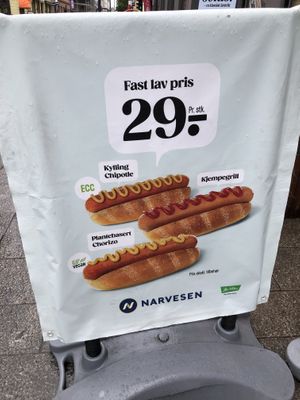 Fast lav pris
29.-
Pr. stk.
Kylling
Chipotle
Kjempegrill
Plantebasert
Chorizo
NARVESEN